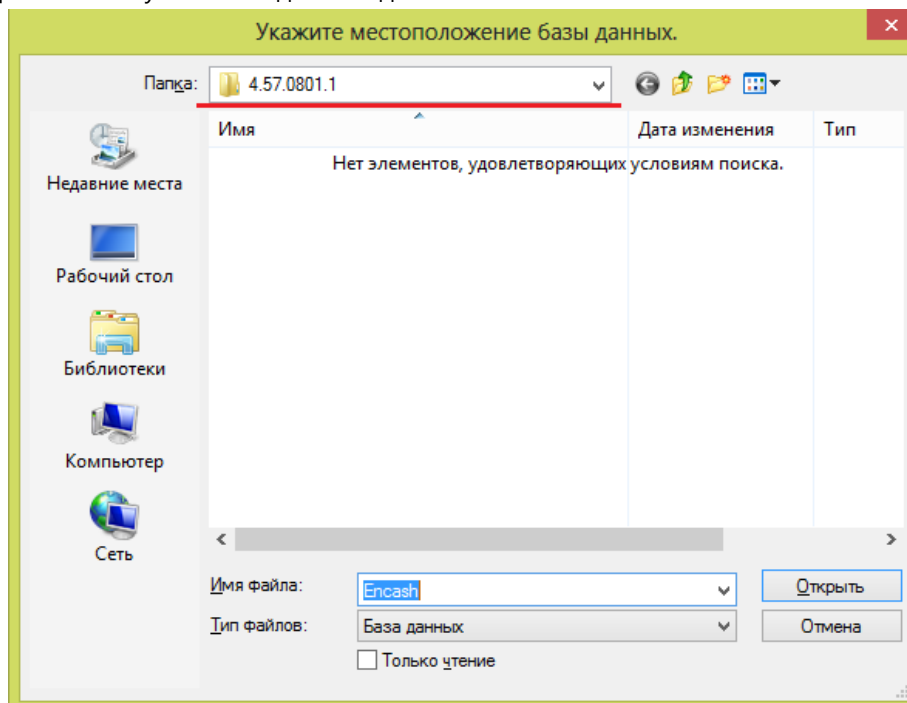 Укажите местоположение базы данных.
Папка:
4.57.0801.1
Имя
Дата изменения
Тип
Нет элементов, удовлетворяющих условиям поиска.
Недавние места
Рабочий стол
Библиотеки
Компьютер
Сеть
Имя файла:
Encash
Открыть
Тип файлов:
База данных
Отмена
Только чтение